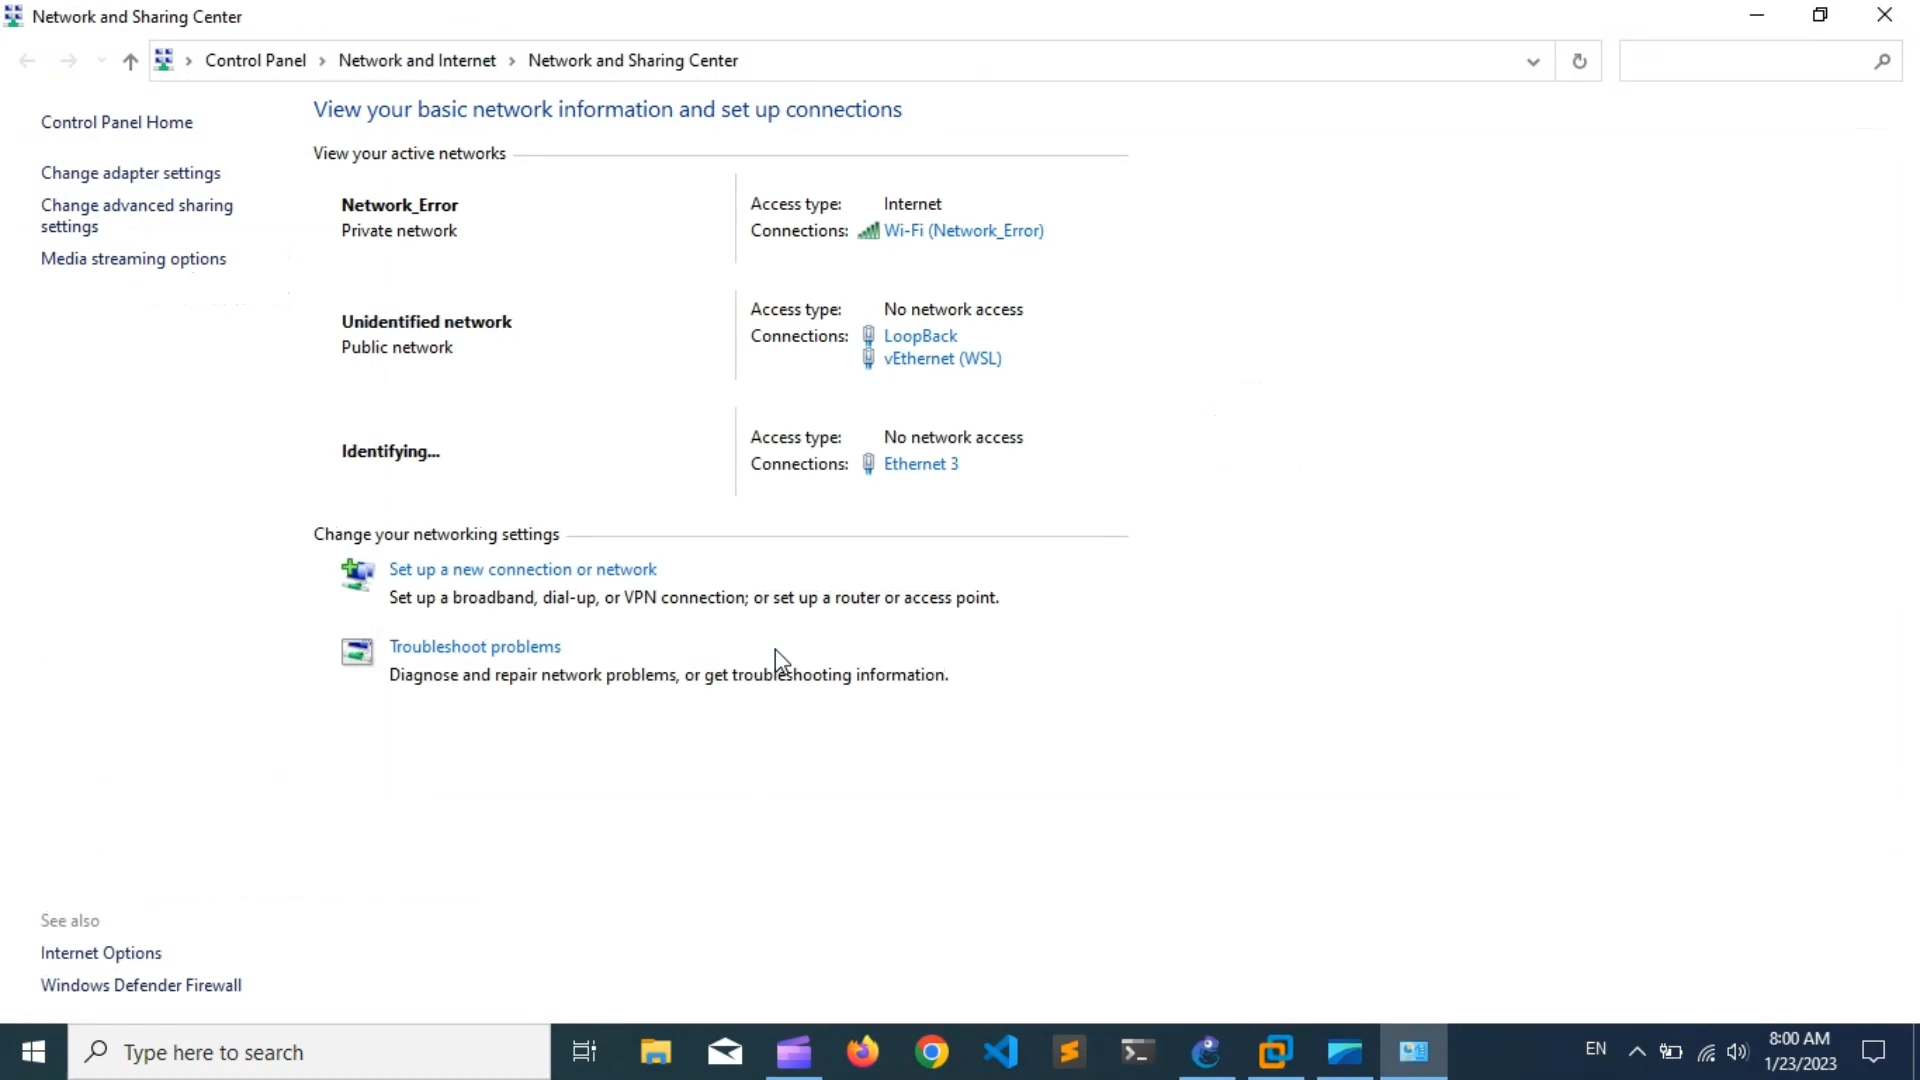 Network and Sharing Center
Control Panel
Network and Internet
Network and Sharing Center
Control Panel Home
Change adapter settings
Change advanced sharing
settings
Media streaming options
View your basic network information and set up connections
View your active networks
Network_Error
Private network
Access type:
Internet
Connections:
Wi-Fi (Network_Error)
Unidentified network
Public network
Access type:
No network access
Connections:
LoopBack
vEthernet (WSL)
Identifying...
Access type:
No network access
Connections:
Ethernet 3
Change your networking settings
Set up a new connection or network
Set up a broadband, dial-up, or VPN connection; or set up a router or access point.
Troubleshoot problems
Diagnose and repair network problems, or get troubleshooting information.
See also
Internet Options
Windows Defender Firewall
Type here to search
EN
8:00 AM
1/23/2023